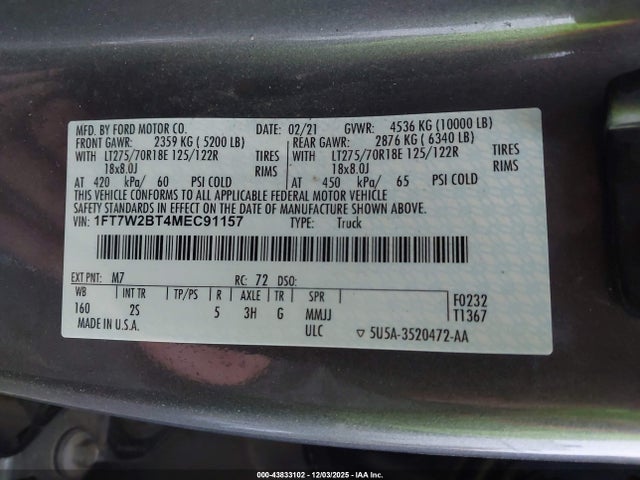 MFD. BY FORD MOTOR CO. DATE: 02/21 GVWR: 4536 KG (10000 LB)
FRONT GAWR: 2359 KG ( 5200 LB) REAR GAWR: 2876 KG ( 6340 LB)
WITH LT275/70R18E 125/122R TIRES WITH LT275/70R18E 125/122R TIRES
18x8.0J RIMS 18x8.0J RIMS
AT 420 kPa/ 60 PSI COLD AT 450 kPa/ 65 PSI COLD
THIS VEHICLE CONFORMS TO ALL APPLICABLE FEDERAL MOTOR VEHICLE
SAFETY AND THEFT PREVENTION STANDARDS IN EFFECT ON THE DATE OF
MANUFACTURE SHOWN ABOVE.
VIN: 1FT7W2BT4MEC91157 TYPE: Truck
EXT PNT: M7 RC: 72 DSO:
WB INT TR TP/PS R AXLE TR SPR F0232
160 2S 5 3H G MMJJ T1367
MADE IN U.S.A. ULC ▽ 5U5A-3520472-AA
000-43833102 - 12/03/2025 - IAA Inc.